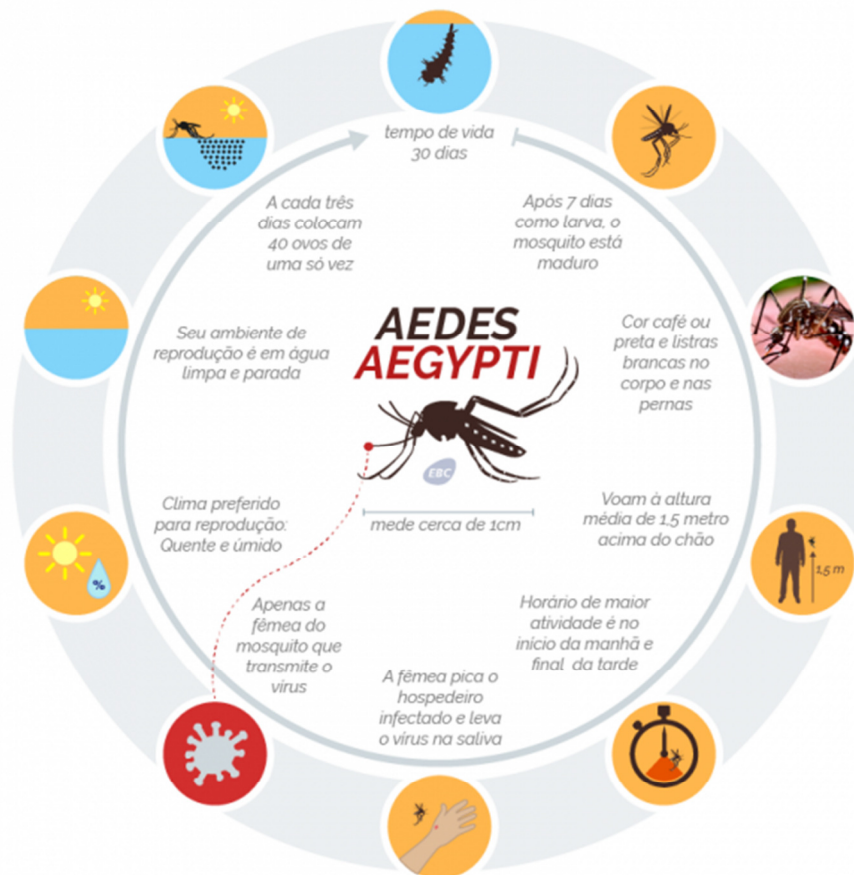 tempo de vida
30 dias
Após 7 dias
como larva, o
mosquito está
maduro
Cor café ou
preta e listras
brancas no
corpo e nas
pernas
Voam à altura
média de 1,5 metro
acima do chão
1,5 m
Horário de maior
atividade é no
início da manhã e
final da tarde
A fêmea pica o
hospedeiro
infectado e leva
o vírus na saliva
Apenas a
fêmea do
mosquito que
transmite o
vírus
Clima preferido
para reprodução:
Quente e úmido
%
Seu ambiente de
reprodução é em água
limpa e parada
A cada três
dias colocam
40 ovos de
uma só vez
AEDES
AEGYPTI
EBC
mede cerca de 1cm